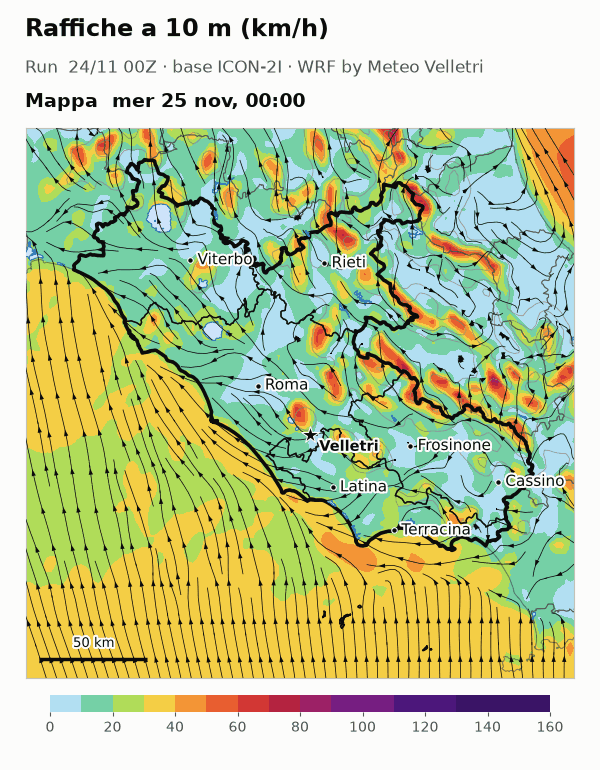 Raffiche a 10 m (km/h)
Run 24/11 00Z · base ICON-2I · WRF by Meteo Velletri
Mappa mer 25 nov, 00:00
Viterbo
Rieti
Roma
Velletri
Frosinone
Latina
Cassino
Terracina
50 km
0 20 40 60 80 100 120 140 160